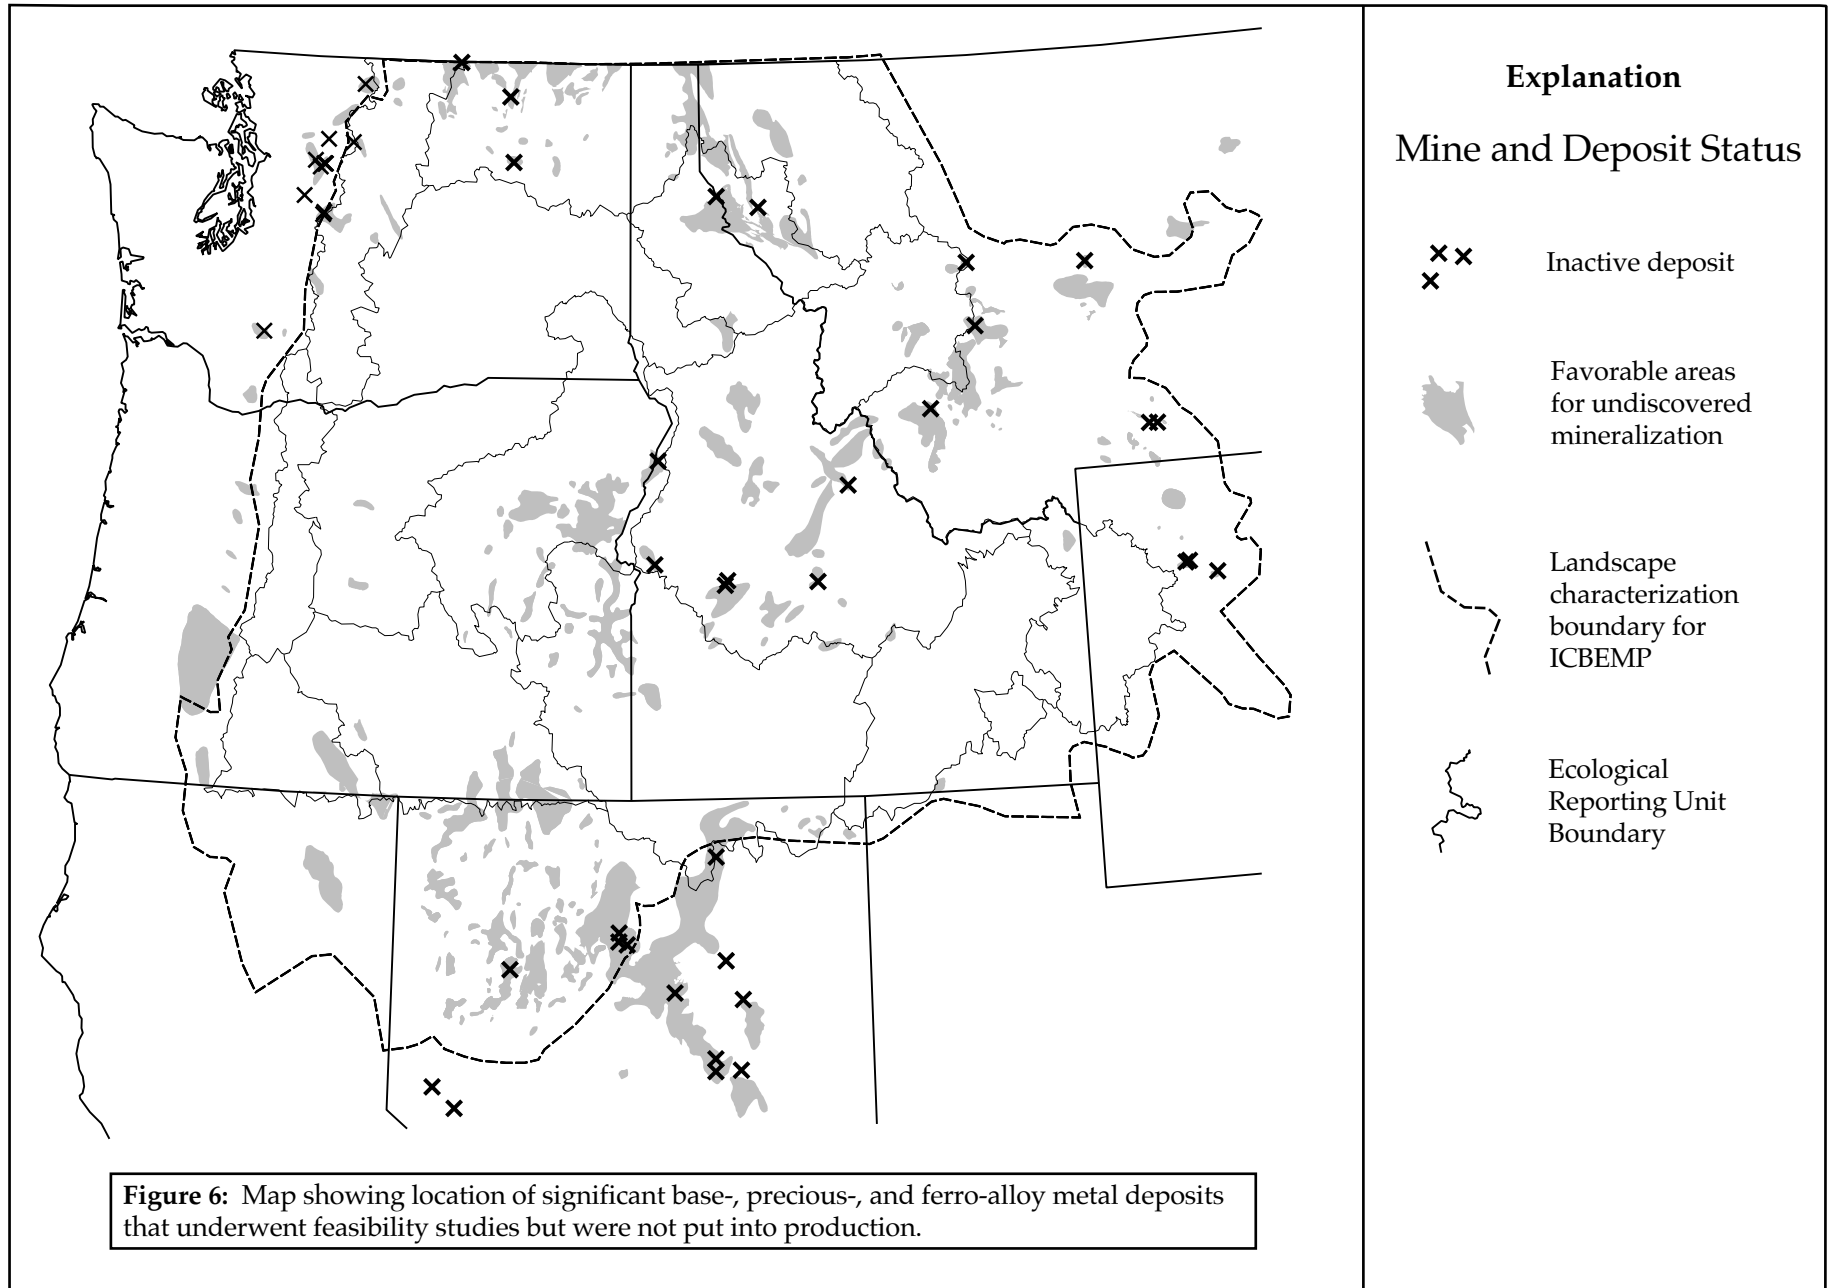 Explanation
Mine and Deposit Status
Inactive deposit
Favorable areas
for undiscovered
mineralization
Landscape
characterization
boundary for
ICBEMP
Ecological
Reporting Unit
Boundary
Figure 6: Map showing location of significant base-, precious-, and ferro-alloy metal deposits
that underwent feasibility studies but were not put into production.